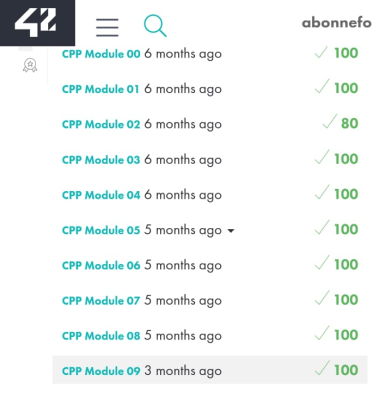 42
abonnefo
CPP Module 00 6 months ago 100
CPP Module 01 6 months ago 100
CPP Module 02 6 months ago 80
CPP Module 03 6 months ago 100
CPP Module 04 6 months ago 100
CPP Module 05 5 months ago 100
CPP Module 06 5 months ago 100
CPP Module 07 5 months ago 100
CPP Module 08 5 months ago 100
CPP Module 09 3 months ago 100